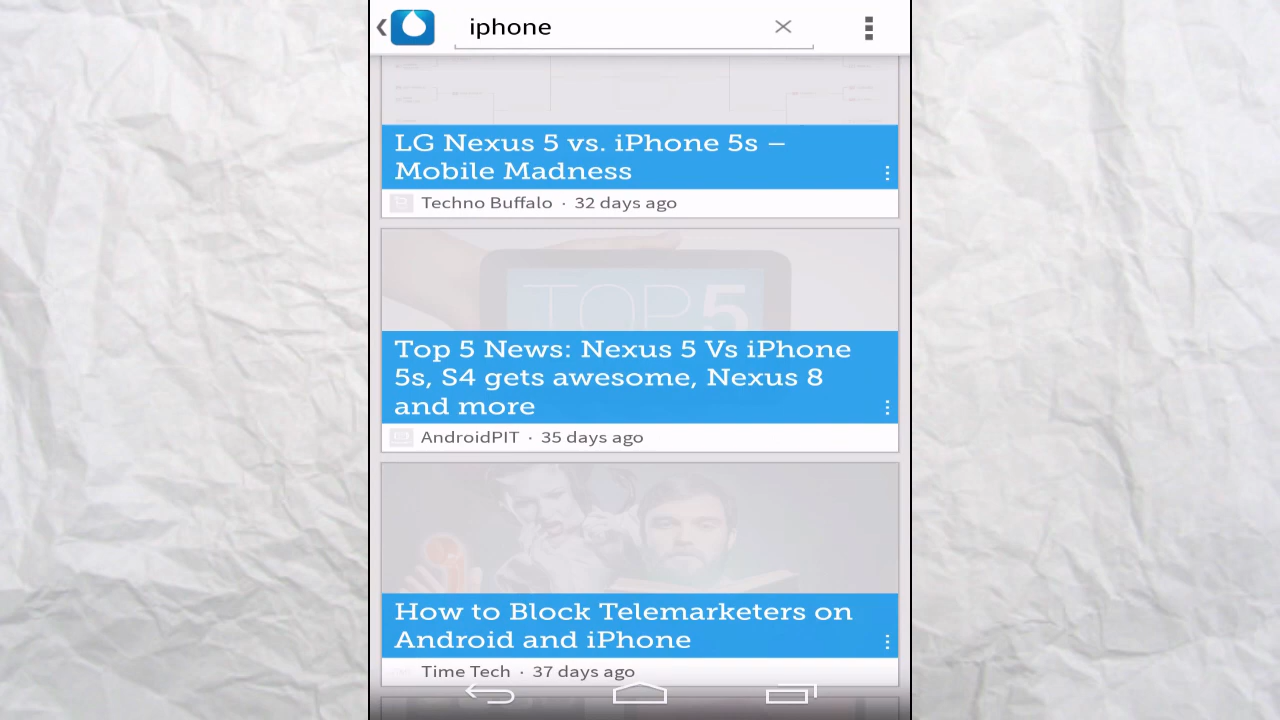 iphone
LG Nexus 5 vs. iPhone 5s –
Mobile Madness
Techno Buffalo · 32 days ago
TOP 5
Top 5 News: Nexus 5 Vs iPhone
5s, S4 gets awesome, Nexus 8
and more
AndroidPIT · 35 days ago
How to Block Telemarketers on
Android and iPhone
Time Tech · 37 days ago